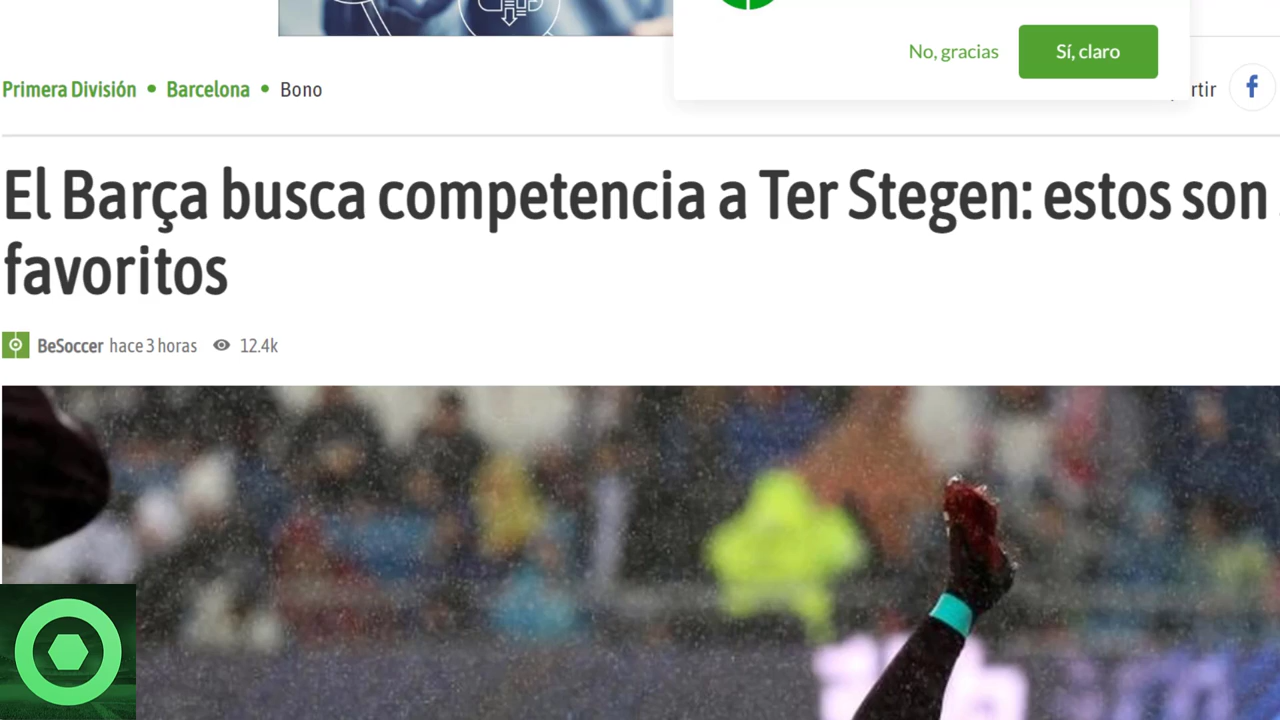 No, gracias
Sí, claro
Primera División • Barcelona • Bono
rtir
El Barça busca competencia a Ter Stegen: estos son
favoritos
BeSoccer hace 3 horas 12.4k